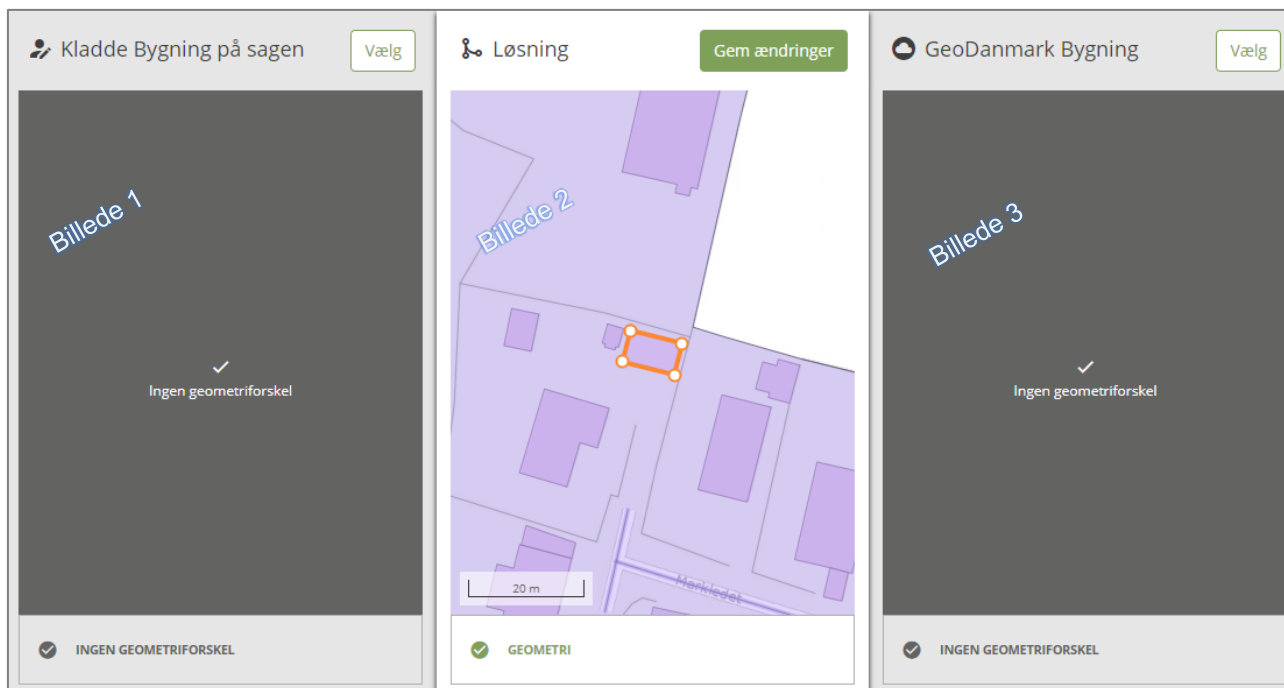 Kladde Bygning på sagen
Vælg
Billede 1
Ingen geometriforskel
INGEN GEOMETRIFORSKEL
Løsning
Gem ændringer
Billede 2
Markledet
20 m
GEOMETRI
GeoDanmark Bygning
Vælg
Billede 3
Ingen geometriforskel
INGEN GEOMETRIFORSKEL